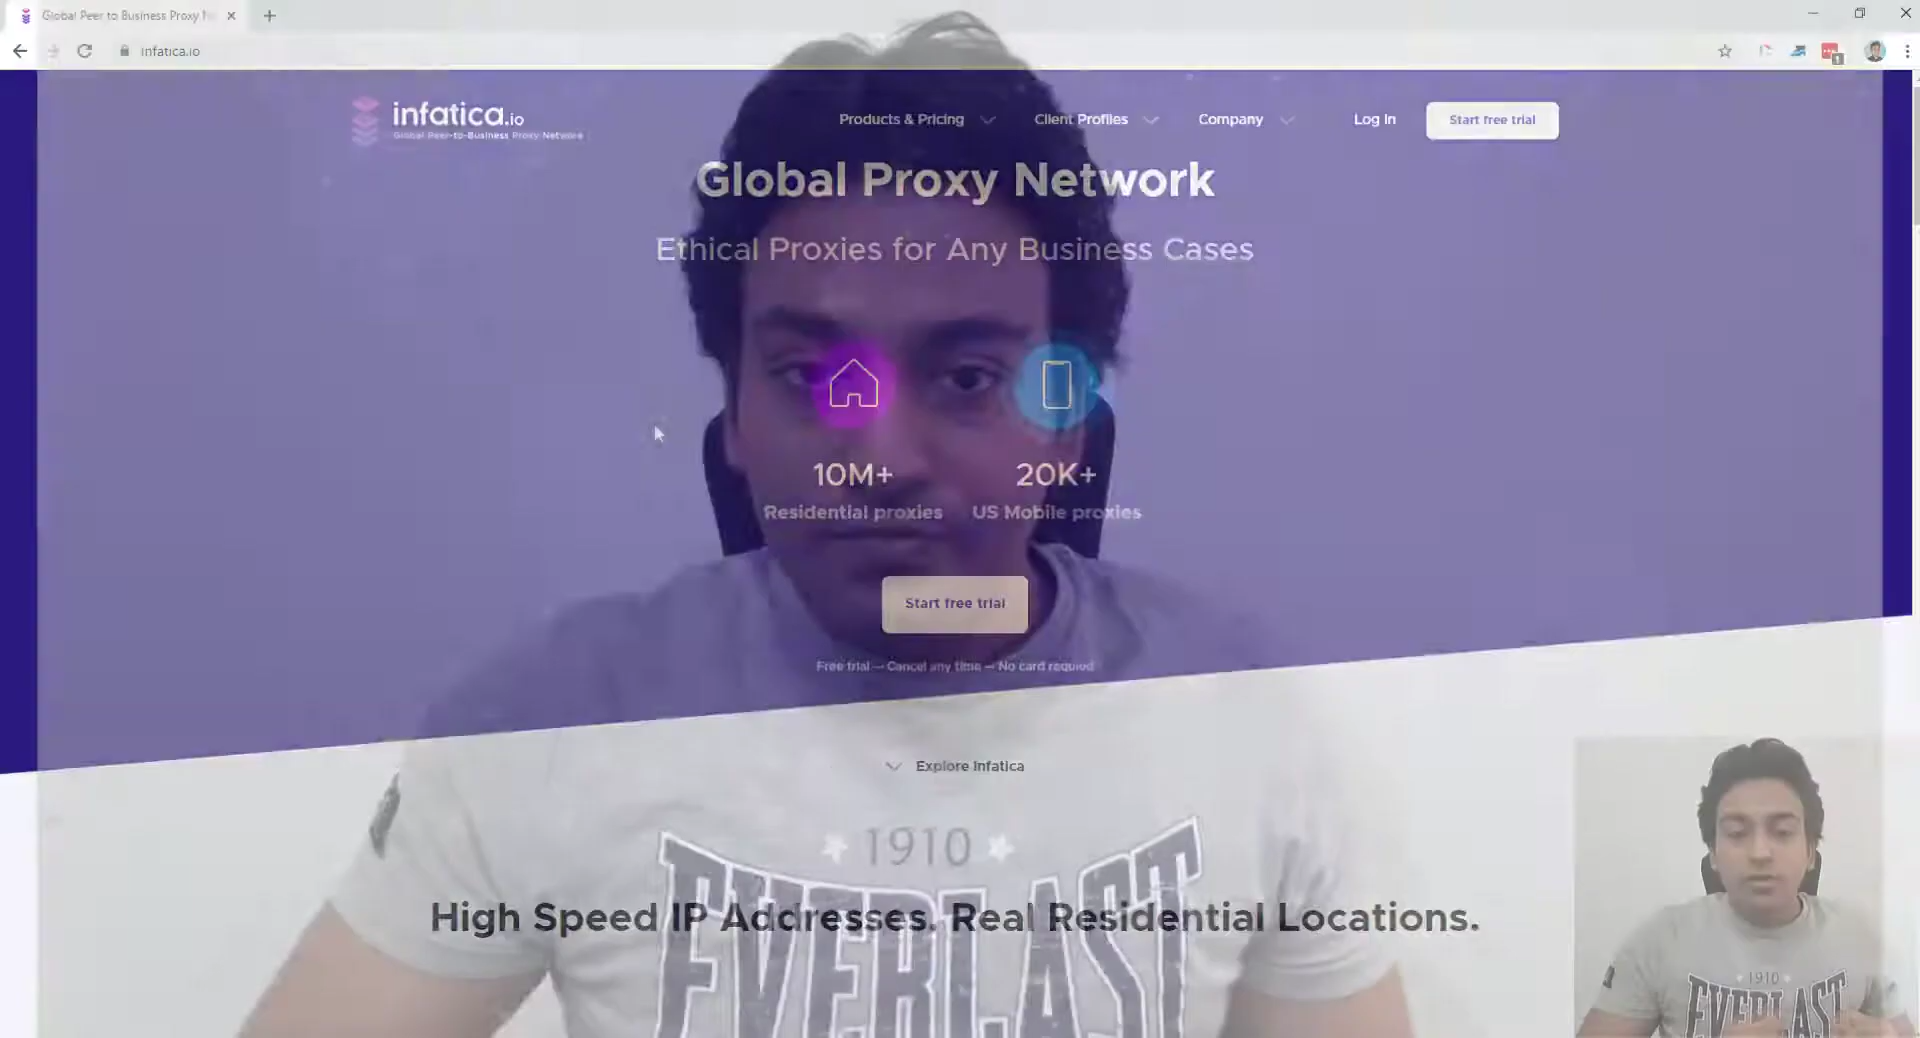 Global Peer to Business Proxy N
infatica.io
infatica.io
Global Peer-to-Business Proxy Network
Products & Pricing
Client Profiles
Company
Log In
Start free trial
Global Proxy Network
Ethical Proxies for Any Business Cases
10M+
20K+
Residential proxies
US Mobile proxies
Start free trial
Free trial — Cancel any time — No card required
Explore Infatica
1910
High Speed IP Addresses. Real Residential Locations.
EVERLAST
1910
EVERLAST
1